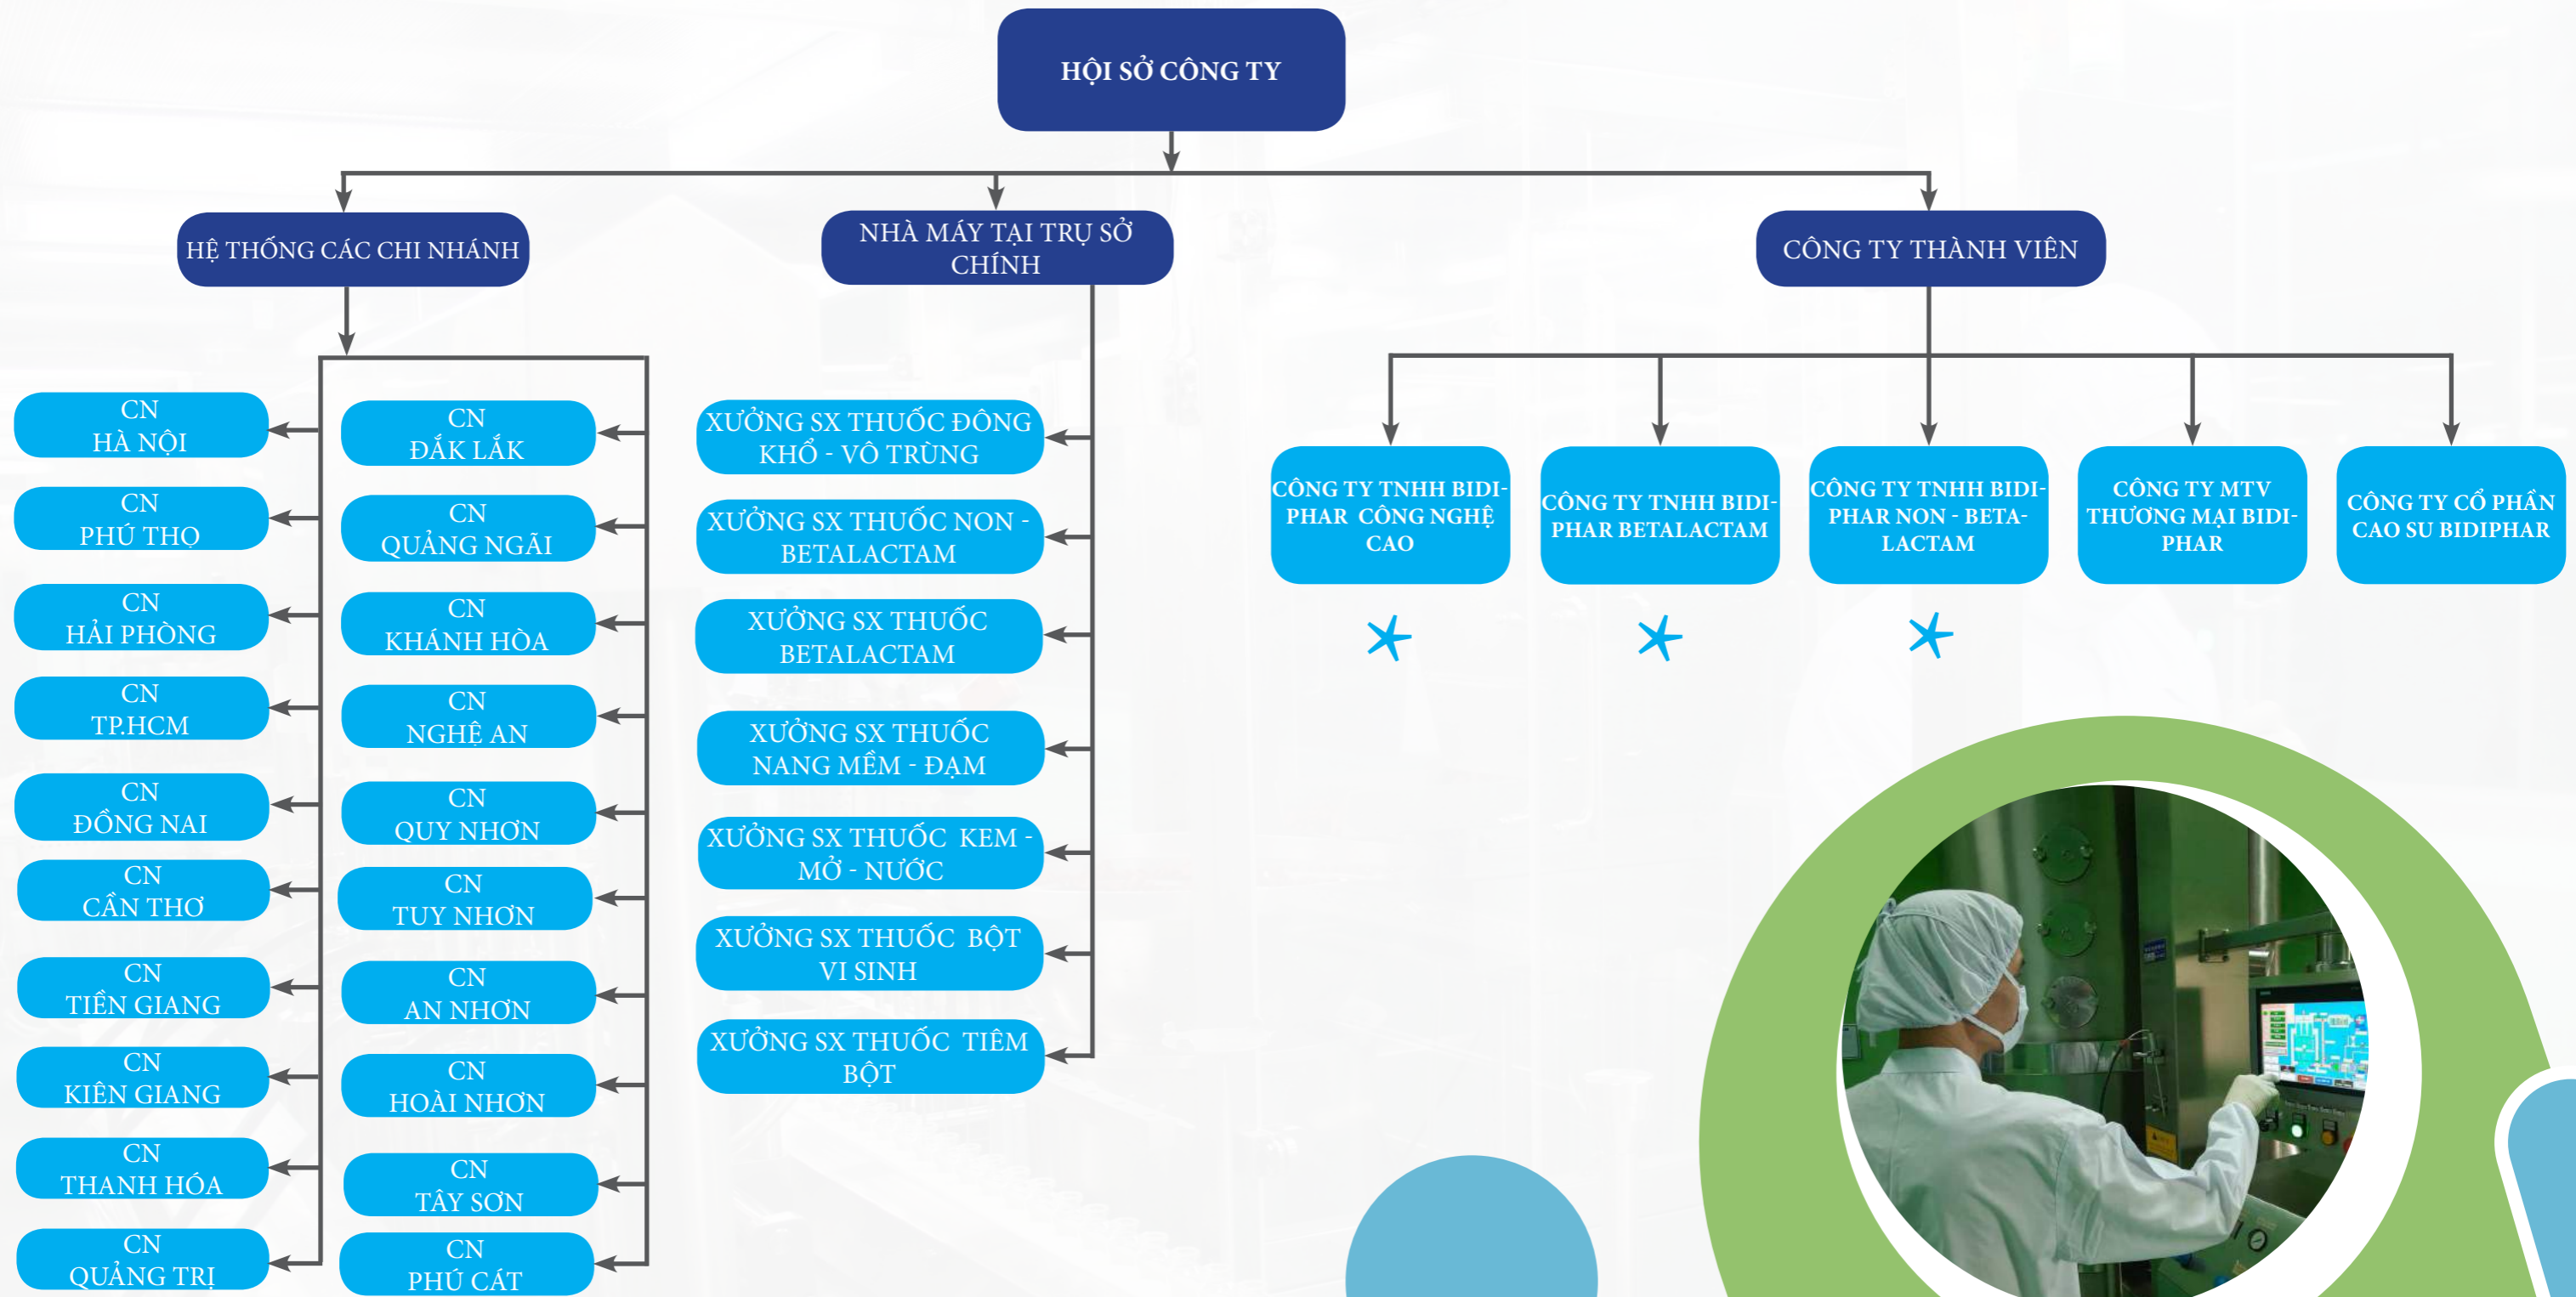 HỘI SỞ CÔNG TY
HỆ THỐNG CÁC CHI NHÁNH
NHÀ MÁY TẠI TRỤ SỞ
CHÍNH
CÔNG TY THÀNH VIÊN
CN
HÀ NỘI
CN
PHÚ THỌ
CN
HẢI PHÒNG
CN
TP.HCM
CN
ĐỒNG NAI
CN
CẦN THƠ
CN
TIỀN GIANG
CN
KIÊN GIANG
CN
THANH HÓA
CN
QUẢNG TRỊ
CN
ĐẮK LẮK
CN
QUẢNG NGÃI
CN
KHÁNH HÒA
CN
NGHỆ AN
CN
QUY NHƠN
CN
TUY NHƠN
CN
AN NHƠN
CN
HOÀI NHƠN
CN
TÂY SƠN
CN
PHÚ CÁT
XƯỞNG SX THUỐC ĐÔNG
KHỔ - VÔ TRÙNG
XƯỞNG SX THUỐC NON -
BETALACTAM
XƯỞNG SX THUỐC
BETALACTAM
XƯỞNG SX THUỐC
NANG MỀM - ĐẠM
XƯỞNG SX THUỐC KEM -
MỞ - NƯỚC
XƯỞNG SX THUỐC BỘT
VI SINH
XƯỞNG SX THUỐC TIÊM
BỘT
CÔNG TY TNHH BIDI-
PHAR CÔNG NGHỆ
CAO
CÔNG TY TNHH BIDI-
PHAR BETALACTAM
CÔNG TY TNHH BIDI-
PHAR NON - BETA-
LACTAM
CÔNG TY MTV
THƯƠNG MẠI BIDI-
PHAR
CÔNG TY CỔ PHẦN
CAO SU BIDIPHAR